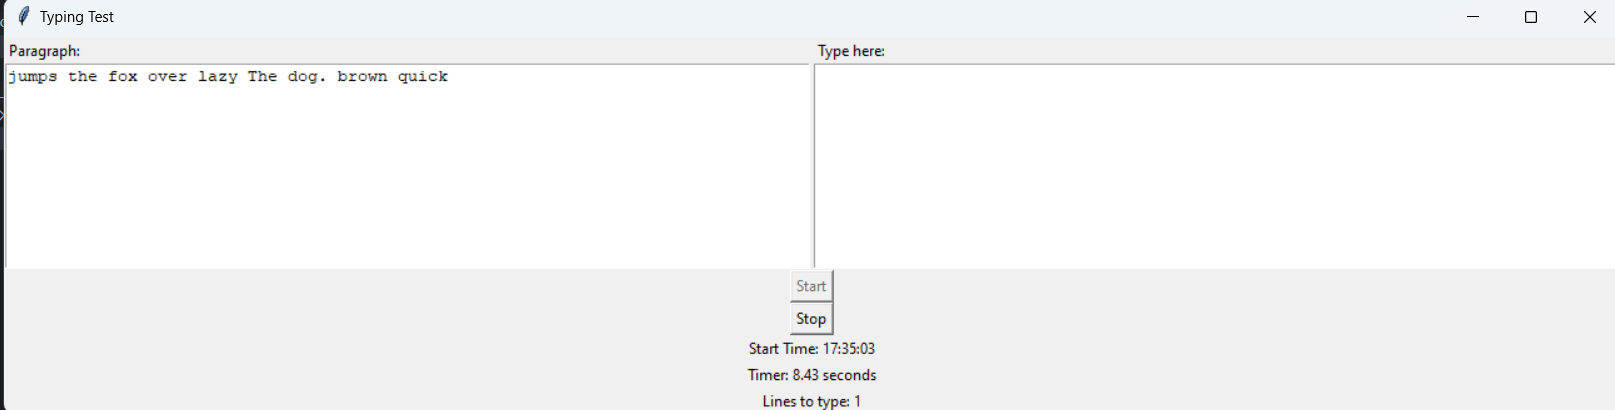 Typing Test
Paragraph:
Type here:
jumps the fox over lazy The dog. brown quick
Start
Stop
Start Time: 17:35:03
Timer: 8.43 seconds
Lines to type: 1